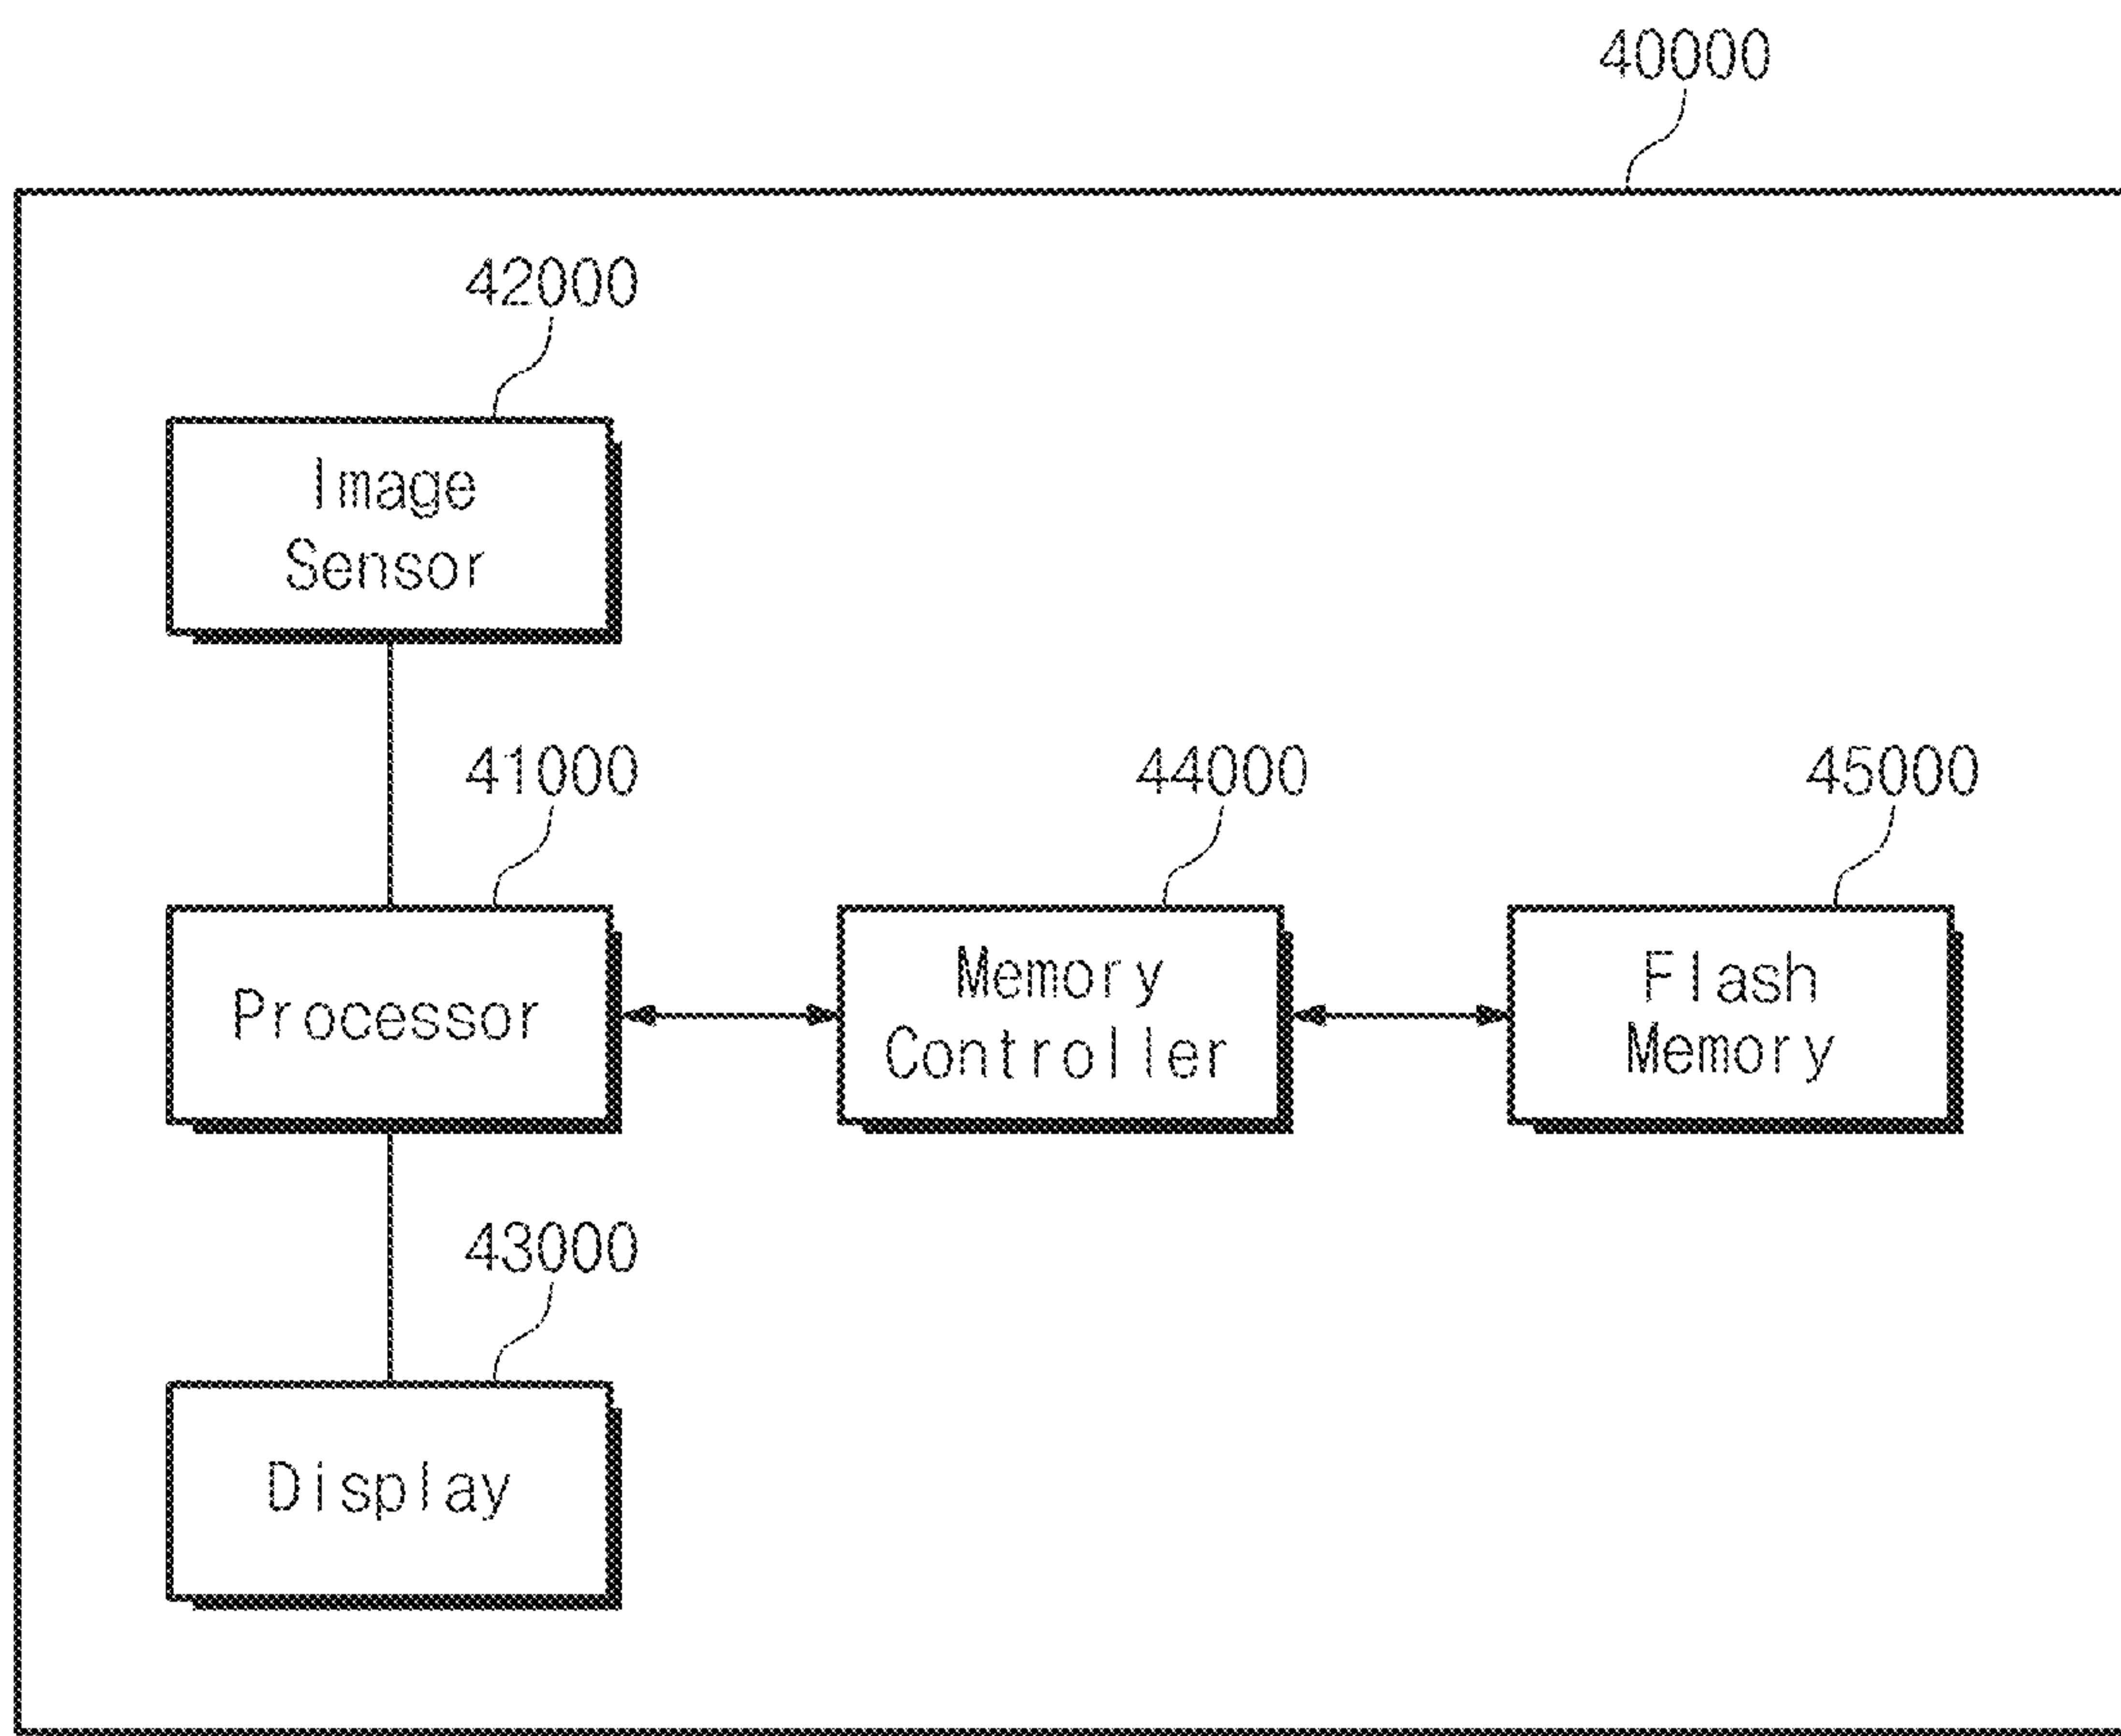 40000
42000
Image
Sensor
41000
Processor
44000
Memory
Controller
45000
Flash
Memory
43000
Display